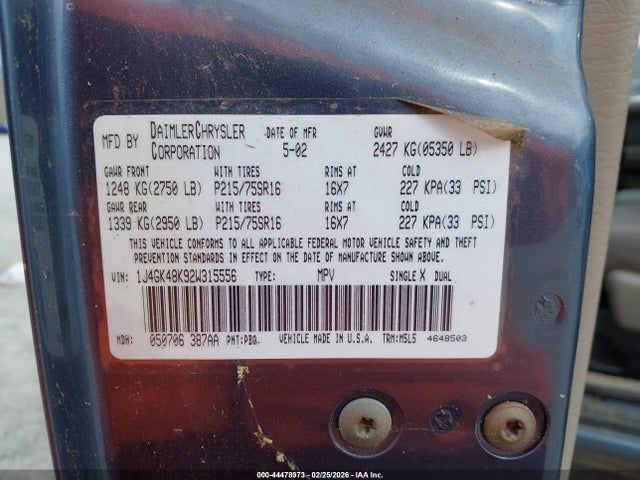 MFD BY DAIMLERCHRYSLER CORPORATION DATE OF MFR 5-02 GVWR 2427 KG(05350 LB)
GAWR FRONT WITH TIRES RIMS AT COLD
1248 KG(2750 LB) P215/75SR16 16X7 227 KPA(33 PSI)
GAWR REAR WITH TIRES RIMS AT COLD
1339 KG(2950 LB) P215/75SR16 16X7 227 KPA(33 PSI)
THIS VEHICLE CONFORMS TO ALL APPLICABLE FEDERAL MOTOR VEHICLE SAFETY AND THEFT
PREVENTION STANDARDS IN EFFECT ON THE DATE OF MANUFACTURE SHOWN ABOVE.
VIN: 1J4GK48K92W315556 TYPE: MPV SINGLE X DUAL
MDH: 050706 387AA PNT:PBQ VEHICLE MADE IN U.S.A. TRM:M5L5 4648503
000-44478973 - 02/25/2026 - IAA Inc.